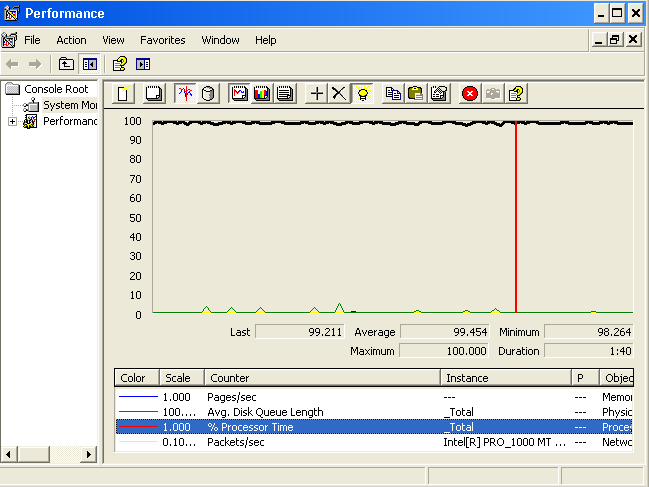 Performance
File Action View Favorites Window Help
Console Root
System Mo
Performanc
100
90
80
70
60
50
40
30
20
10
0
Last 99.211 Average 99.454 Minimum 98.264
Maximum 100.000 Duration 1:40
Color Scale Counter Instance P Objec
1.000 Pages/sec --- --- Memor
100.... Avg. Disk Queue Length _Total --- Physic
1.000 % Processor Time _Total --- Proces
0.10... Packets/sec Intel[R] PRO_1000 MT ... --- Netwo